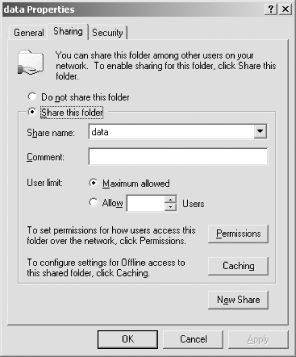 data Properties
General Sharing Security
You can share this folder among other users on your
network. To enable sharing for this folder, click Share this
folder.
Do not share this folder
Share this folder
Share name: data
Comment:
User limit: Maximum allowed
Allow Users
To set permissions for how users access this
folder over the network, click Permissions.
Permissions
To configure settings for Offline access to
this shared folder, click Caching.
Caching
New Share
OK Cancel Apply